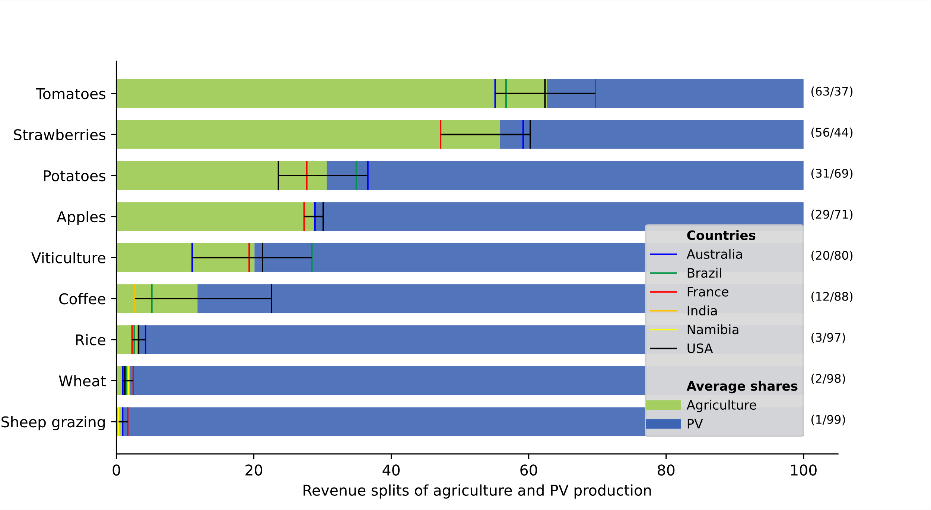 Tomatoes (63/37)
Strawberries (56/44)
Potatoes (31/69)
Apples (29/71)
Viticulture (20/80)
Coffee (12/88)
Rice (3/97)
Wheat (2/98)
Sheep grazing (1/99)
Countries
Australia
Brazil
France
India
Namibia
USA
Average shares
Agriculture
PV
0 20 40 60 80 100
Revenue splits of agriculture and PV production